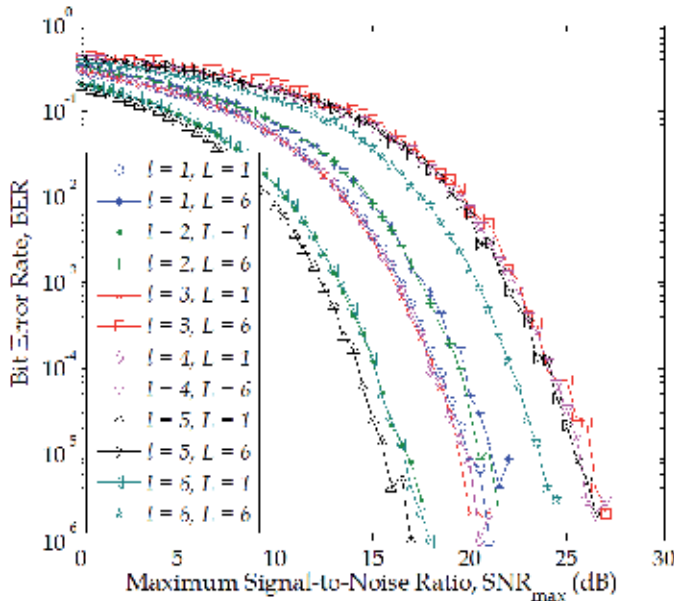 10^0
10^-1
10^-2
10^-3
10^-4
10^-5
10^-6
Bit Error Rate, BER
l = 1, L = 1
l = 1, L = 6
l = 2, L = 1
l = 2, L = 6
l = 3, L = 1
l = 3, L = 6
l = 4, L = 1
l = 4, L = 6
l = 5, L = 1
l = 5, L = 6
l = 6, L = 1
l = 6, L = 6
0 5 10 15 20 25 30
Maximum Signal-to-Noise Ratio, SNR_max (dB)